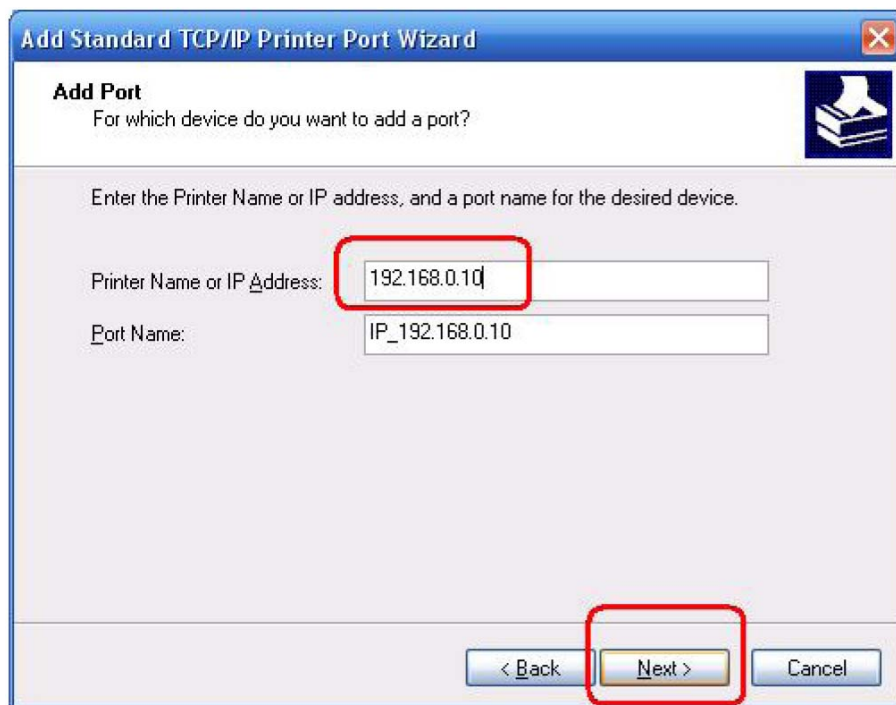 Add Standard TCP/IP Printer Port Wizard
Add Port
For which device do you want to add a port?
Enter the Printer Name or IP address, and a port name for the desired device.
Printer Name or IP Address: 192.168.0.10
Port Name: IP_192.168.0.10
< Back Next > Cancel